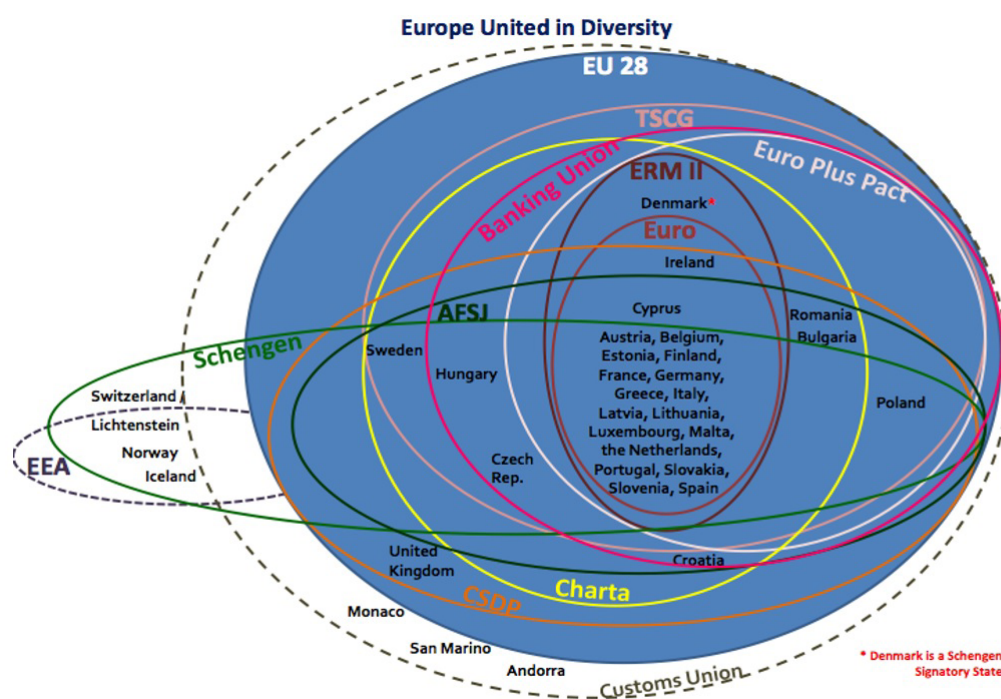 Europe United in Diversity
EU 28
TSCG
Banking Union
Euro Plus Pact
ERM II
Denmark*
Euro
Ireland
AFSJ
Cyprus
Romania
Bulgaria
Schengen
Sweden
Hungary
Austria, Belgium,
Estonia, Finland,
France, Germany,
Greece, Italy,
Latvia, Lithuania,
Luxembourg, Malta,
the Netherlands,
Portugal, Slovakia,
Slovenia, Spain
Poland
Switzerland
Lichtenstein
Norway
Iceland
EEA
Czech
Rep.
United
Kingdom
Croatia
Charta
CSDP
Monaco
San Marino
Andorra
Customs Union
* Denmark is a Schengen
Signatory State